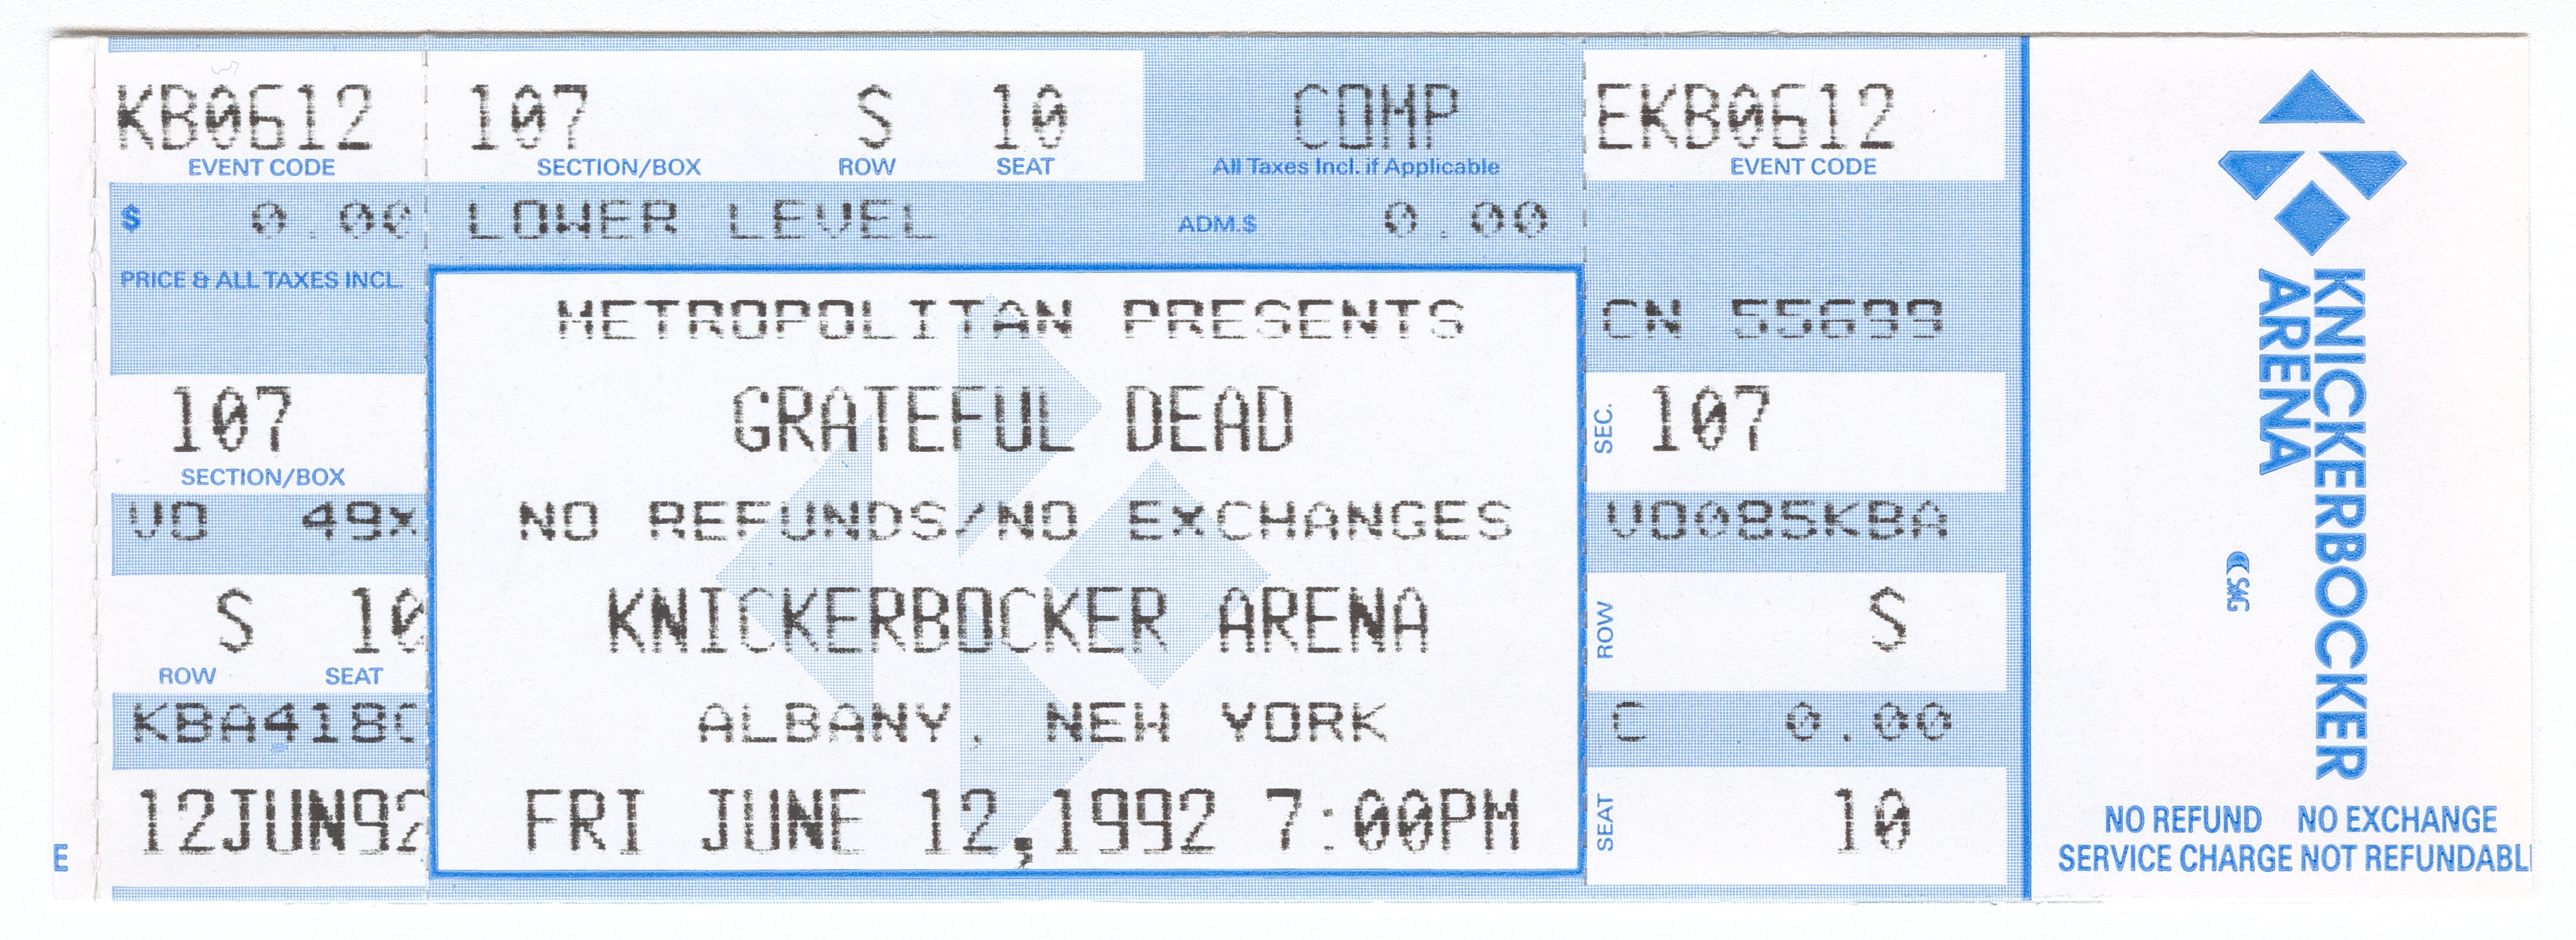 KB0612
EVENT CODE
$ 0.00
PRICE & ALL TAXES INCL.
107
SECTION/BOX
VO 49X
S 10
ROW SEAT
KBA418C
12JUN92
E
107 S 10
SECTION/BOX ROW SEAT
COMP
All Taxes Incl. if Applicable
LOWER LEVEL
ADM.$ 0.00
METROPOLITAN PRESENTS
GRATEFUL DEAD
NO REFUNDS/NO EXCHANGES
KNICKERBOCKER ARENA
ALBANY, NEW YORK
FRI JUNE 12,1992 7:00PM
EKB0612
EVENT CODE
CN 55699
SEC. 107
VO085KBA
ROW S
C 0.00
SEAT 10
KNICKERBOCKER
ARENA
SMG
NO REFUND NO EXCHANGE
SERVICE CHARGE NOT REFUNDABL